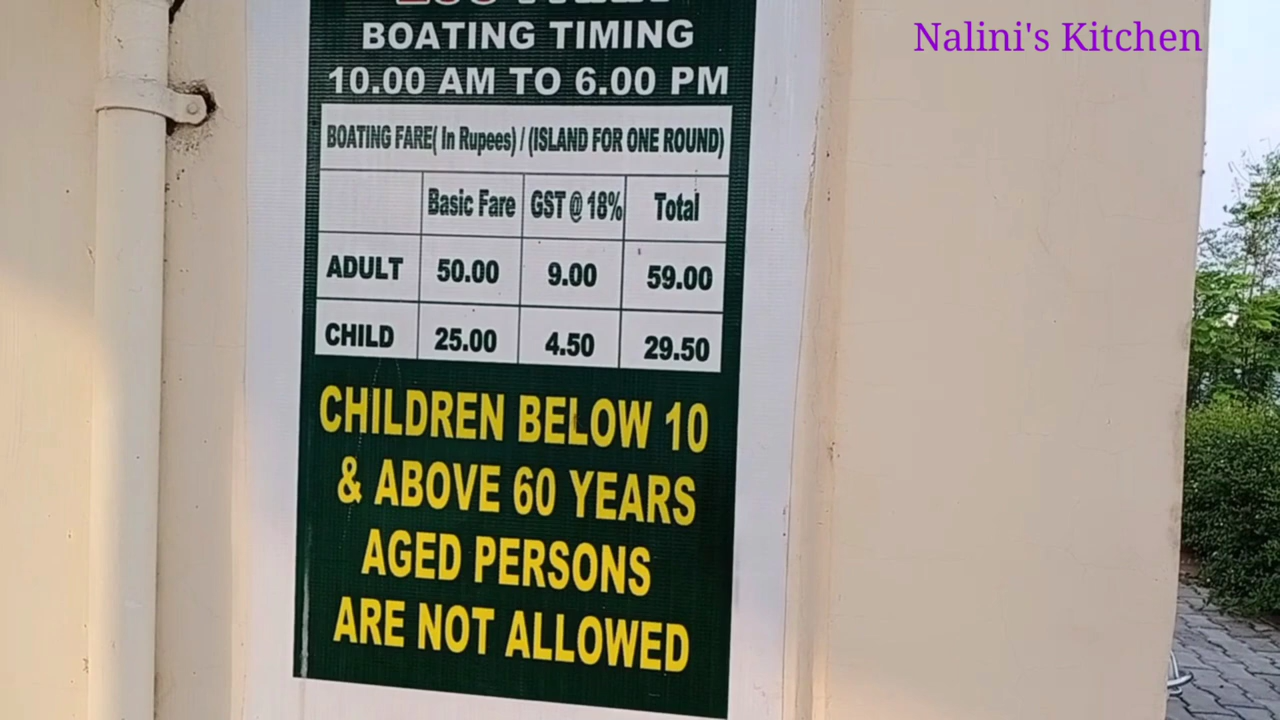 Nalini's Kitchen
BOATING TIMING
10.00 AM TO 6.00 PM
BOATING FARE( In Rupees) / (ISLAND FOR ONE ROUND)
Basic Fare GST @ 18% Total
ADULT 50.00 9.00 59.00
CHILD 25.00 4.50 29.50
CHILDREN BELOW 10
& ABOVE 60 YEARS
AGED PERSONS
ARE NOT ALLOWED